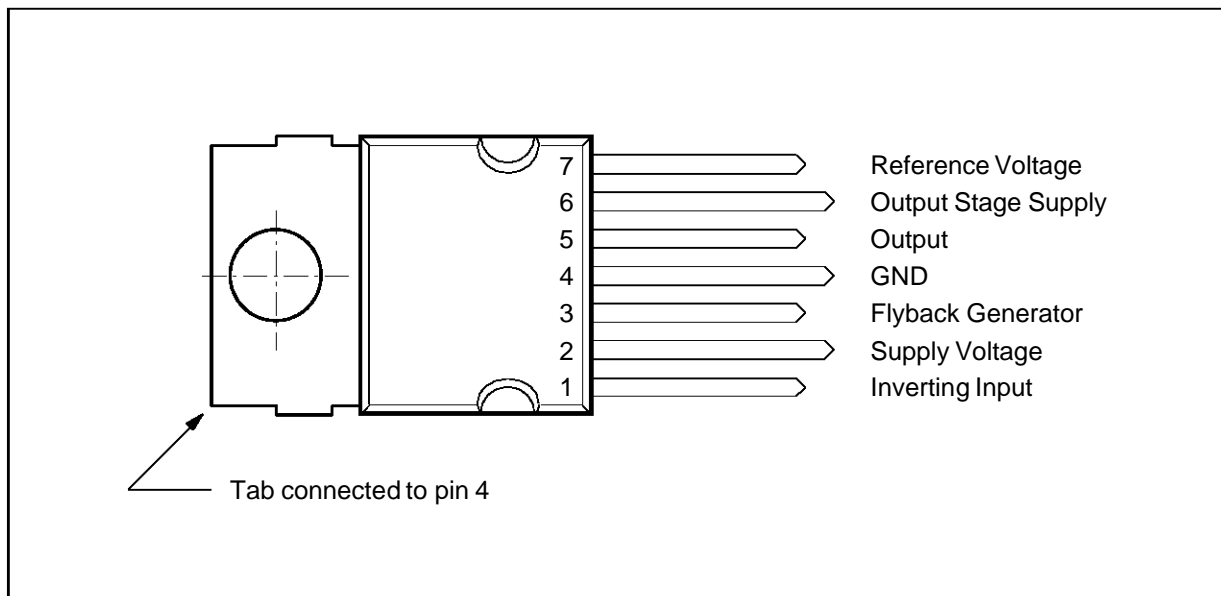 7 Reference Voltage
6 Output Stage Supply
5 Output
4 GND
3 Flyback Generator
2 Supply Voltage
1 Inverting Input
Tab connected to pin 4